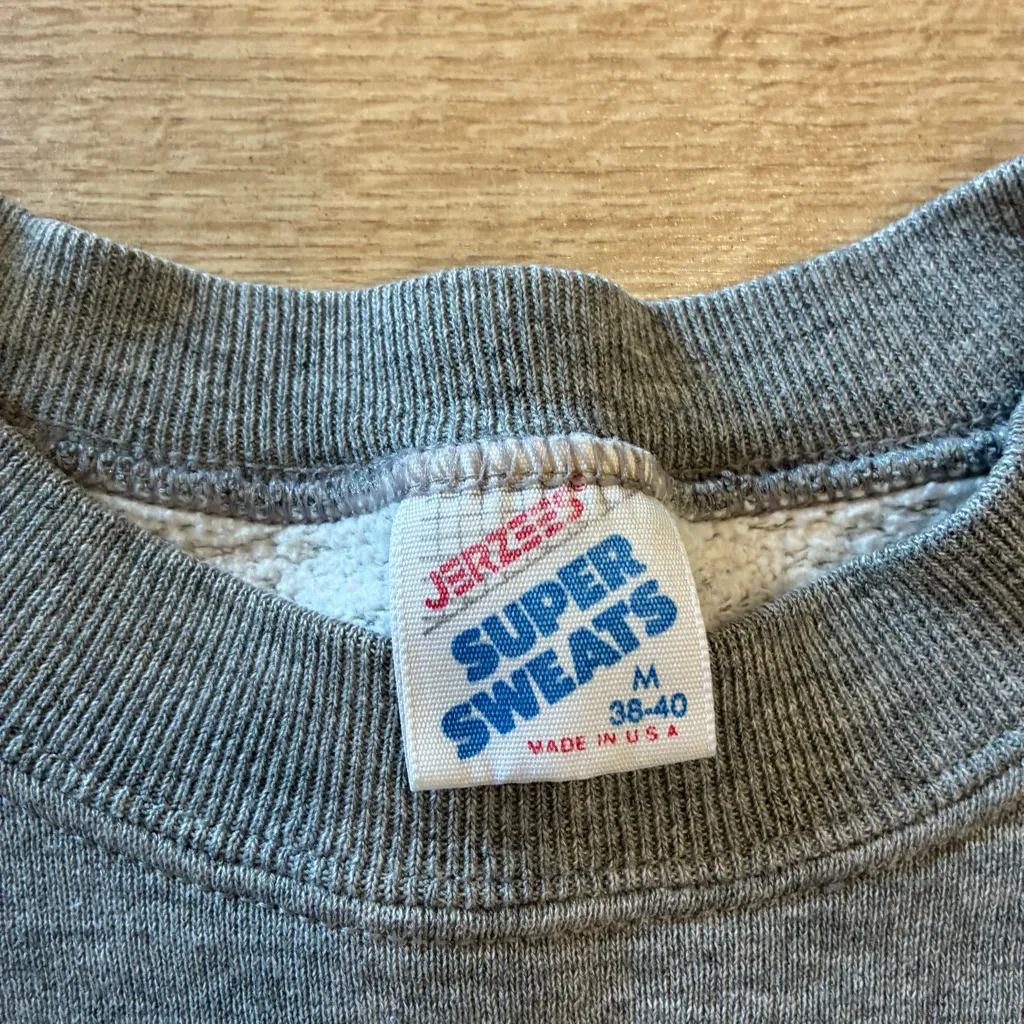 JERZEES
SUPER
SWEATS
M
38-40
MADE IN U S A